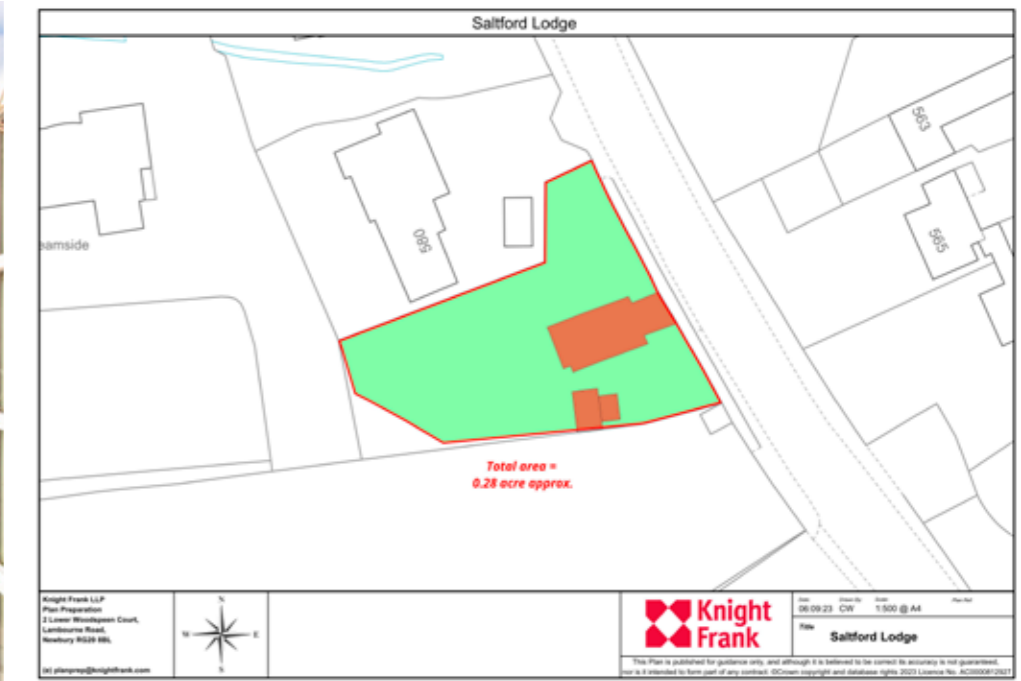 Saltford Lodge
563
565
580
eamside
Total area =
0.28 acre approx.
Knight Frank LLP
Plan Preparation
2 Lower Woodspeen Court,
Lambourne Road,
Newbury RG20 8BL
(e) planprep@knightfrank.com
N
W E
S
Knight
Frank
Date Drawn By Scale Plan Ref
06:09:23 CW 1:500 @ A4
Title
Saltford Lodge
This Plan is published for guidance only, and although it is believed to be correct its accuracy is not guaranteed,
nor is it intended to form part of any contract. ©Crown copyright and database rights 2023 Licence No.